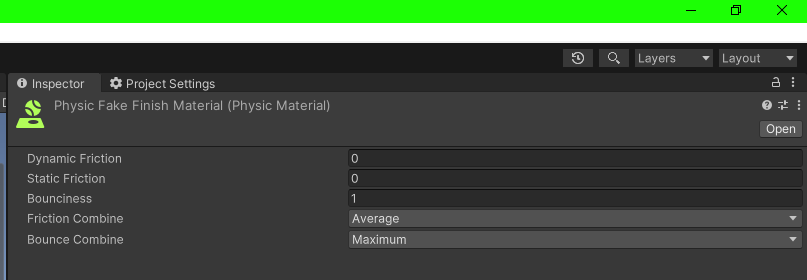 Layers
Layout
Inspector
Project Settings
Physic Fake Finish Material (Physic Material)
Open
Dynamic Friction 0
Static Friction 0
Bounciness 1
Friction Combine Average
Bounce Combine Maximum